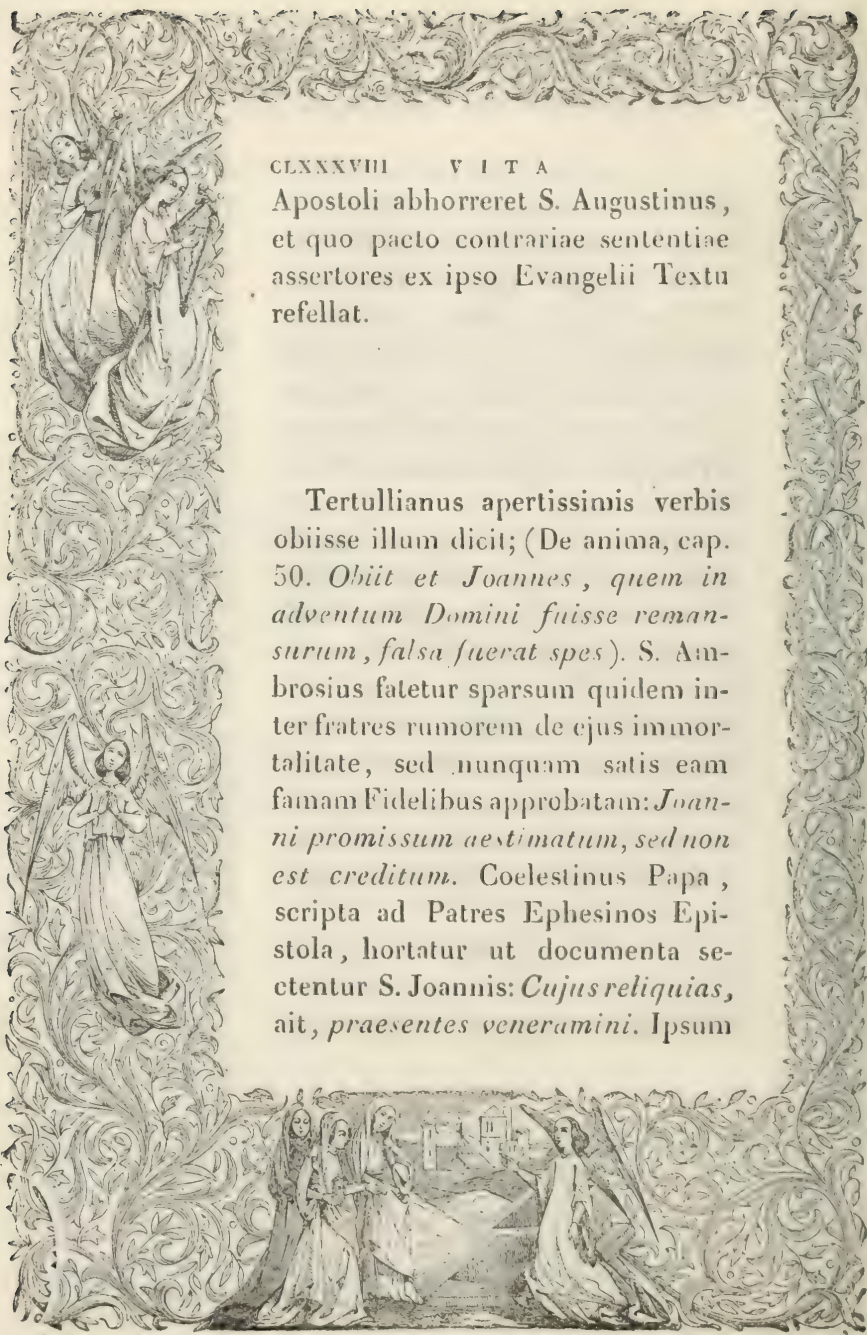 CLXXXVIII VITA
Apostoli abhorreret S. Augustinus,
et quo pacto contrariae sententiae
assertores ex ipso Evangelii Textu
refellat.
Tertullianus apertissimis verbis
obiisse illum dicit; (De anima, cap.
50. Obiit et Joannes, quem in
adventum Domini fuisse reman-
surum, falsa fuerat spes). S. Am-
brosius fatetur sparsum quidem in-
ter fratres rumorem de ejus immor-
talitate, sed nunquam satis eam
famam Fidelibus approbatam: Joan-
ni promissum aestimatum, sed non
est creditum. Coelestinus Papa,
scripta ad Patres Ephesinos Epi-
stola, hortatur ut documenta se-
ctentur S. Joannis: Cujus reliquias,
ait, praesentes veneramini. Ipsum